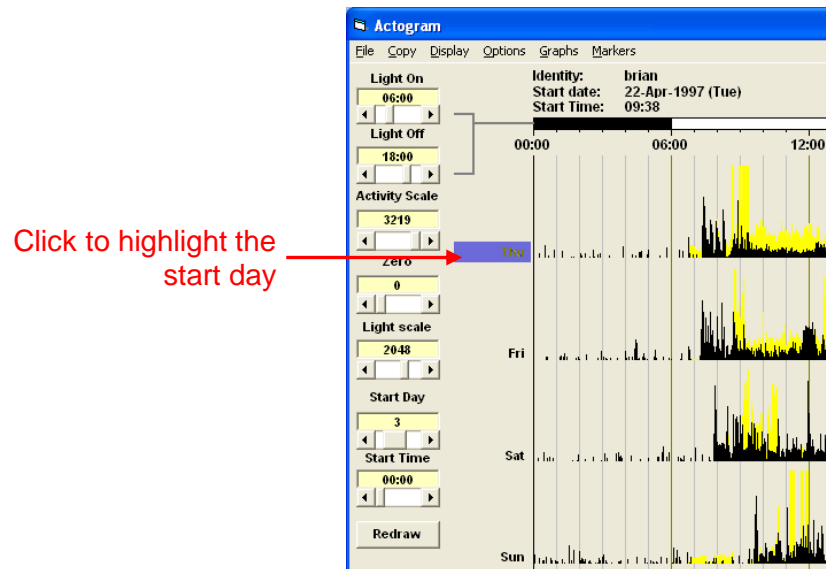 Actogram
File Copy Display Options Graphs Markers
Light On
06:00
Light Off
18:00
Activity Scale
3219
Zero
0
Light scale
2048
Start Day
3
Start Time
00:00
Redraw
Identity: brian
Start date: 22-Apr-1997 (Tue)
Start Time: 09:38
00:00 06:00 12:00
Thu
Fri
Sat
Sun
Click to highlight the
start day